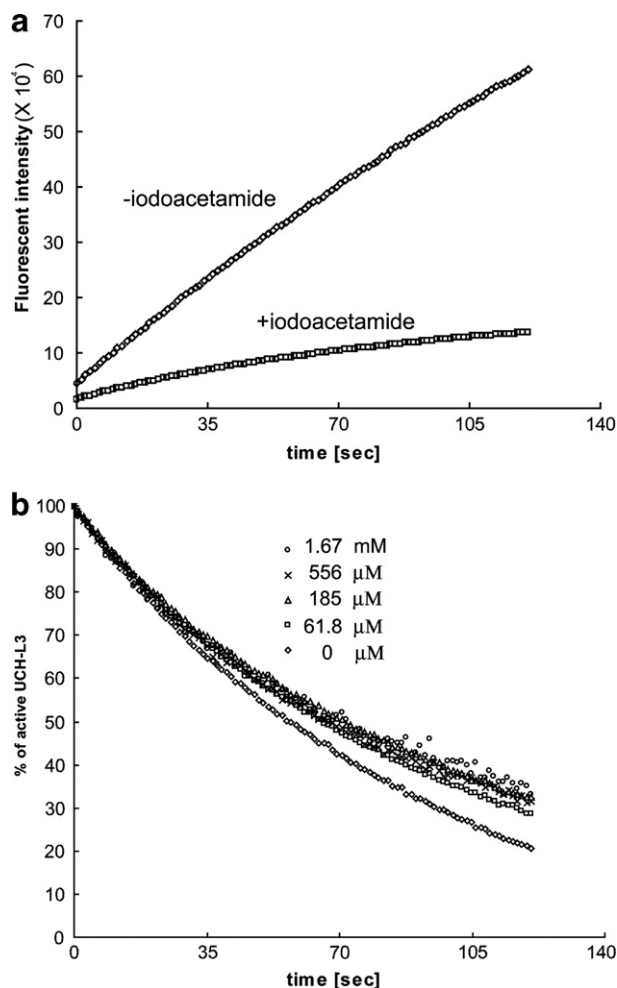 a
70
60
50
40
30
20
10
0
Fluorescent intensity (X 10⁴)
-iodoacetamide
+iodoacetamide
0 35 70 105 140
time [sec]
b
100
90
80
70
60
50
40
30
20
10
0
% of active UCH-L3
1.67 mM
556 µM
185 µM
61.8 µM
0 µM
0 35 70 105 140
time [sec]